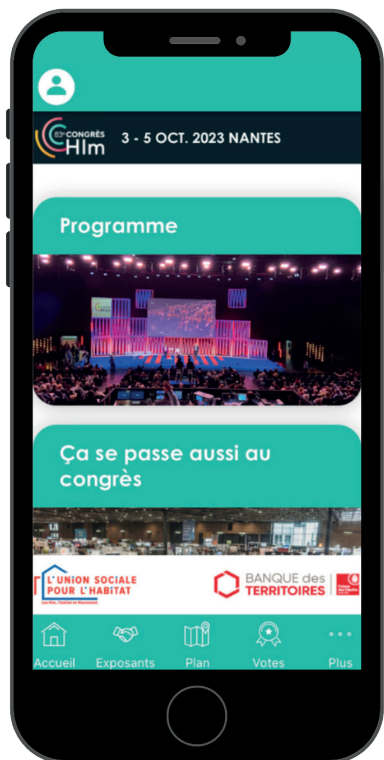 83e CONGRÈS
Hlm
3 - 5 OCT. 2023 NANTES
Programme
Ça se passe aussi au
congrès
L'UNION SOCIALE
POUR L'HABITAT
BANQUE des
TERRITOIRES
Accueil Exposants Plan Votes Plus